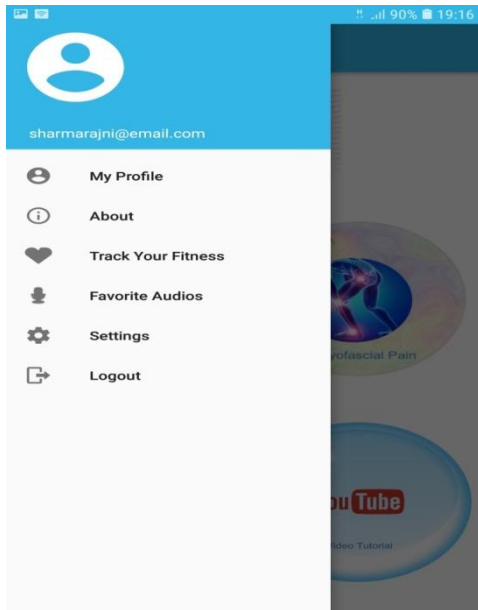 90% 19:16
sharmarajni@email.com
My Profile
About
Track Your Fitness
Favorite Audios
Settings
Logout
yofascial Pain
ou Tube
ideo Tutorial